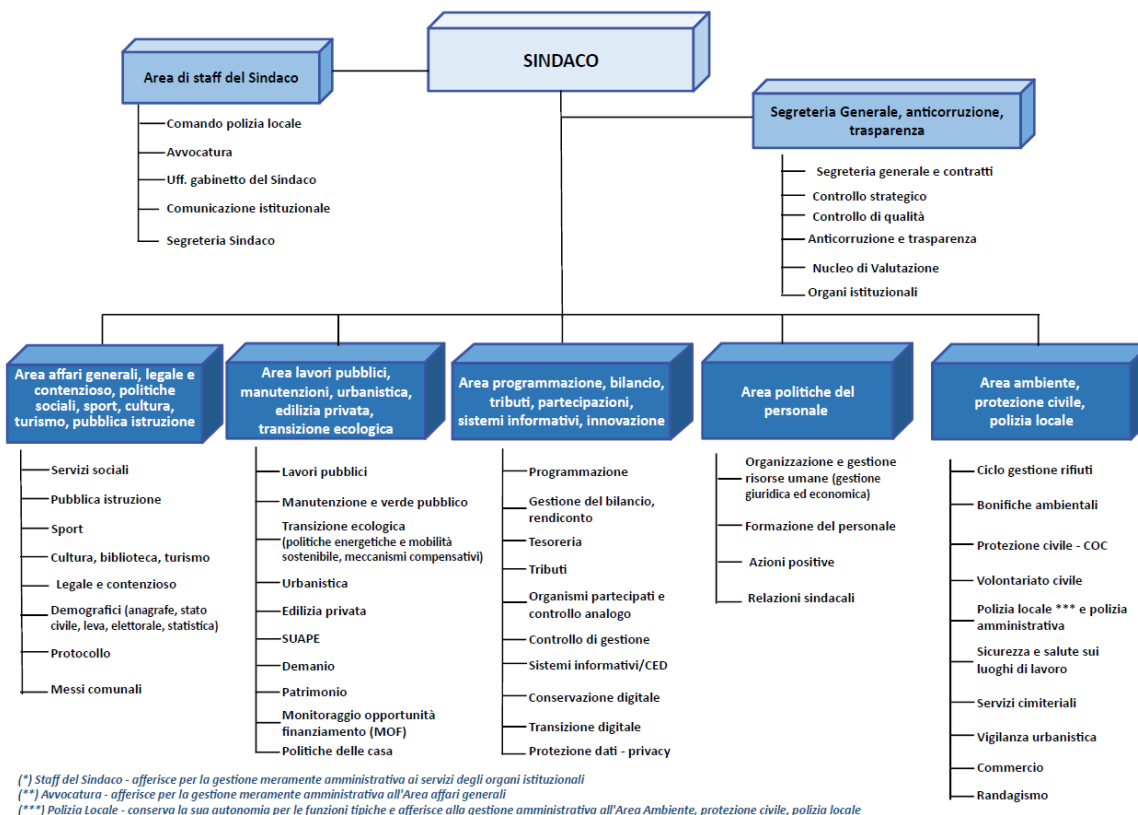 SINDACO
Area di staff del Sindaco
Comando polizia locale
Avvocatura
Uff. gabinetto del Sindaco
Comunicazione istituzionale
Segreteria Sindaco
Segreteria Generale, anticorruzione,
trasparenza
Segreteria generale e contratti
Controllo strategico
Controllo di qualità
Anticorruzione e trasparenza
Nucleo di Valutazione
Organi istituzionali
Area affari generali, legale e
contenzioso, politiche
sociali, sport, cultura,
turismo, pubblica istruzione
Servizi sociali
Pubblica istruzione
Sport
Cultura, biblioteca, turismo
Legale e contenzioso
Demografici (anagrafe, stato
civile, leva, elettorale, statistica)
Protocollo
Messi comunali
Area lavori pubblici,
manutenzioni, urbanistica,
edilizia privata,
transizione ecologica
Lavori pubblici
Manutenzione e verde pubblico
Transizione ecologica
(politiche energetiche e mobilità
sostenibile, meccanismi compensativi)
Urbanistica
Edilizia privata
SUAPE
Demanio
Patrimonio
Monitoraggio opportunità
finanziamento (MOF)
Politiche delle casa
Area programmazione, bilancio,
tributi, partecipazioni,
sistemi informativi, innovazione
Programmazione
Gestione del bilancio,
rendiconto
Tesoreria
Tributi
Organismi partecipati e
controllo analogo
Controllo di gestione
Sistemi informativi/CED
Conservazione digitale
Transizione digitale
Protezione dati - privacy
Area politiche del
personale
Organizzazione e gestione
risorse umane (gestione
giuridica ed economica)
Formazione del personale
Azioni positive
Relazioni sindacali
Area ambiente,
protezione civile,
polizia locale
Ciclo gestione rifiuti
Bonifiche ambientali
Protezione civile - COC
Volontariato civile
Polizia locale *** e polizia
amministrativa
Sicurezza e salute sui
luoghi di lavoro
Servizi cimiteriali
Vigilanza urbanistica
Commercio
Randagismo
(*) Staff del Sindaco - afferisce per la gestione meramente amministrativa ai servizi degli organi istituzionali
(**) Avvocatura - afferisce per la gestione meramente amministrativa all'Area affari generali
(***) Polizia Locale - conserva la sua autonomia per le funzioni tipiche e afferisce alla gestione amministrativa all'Area Ambiente, protezione civile, polizia locale